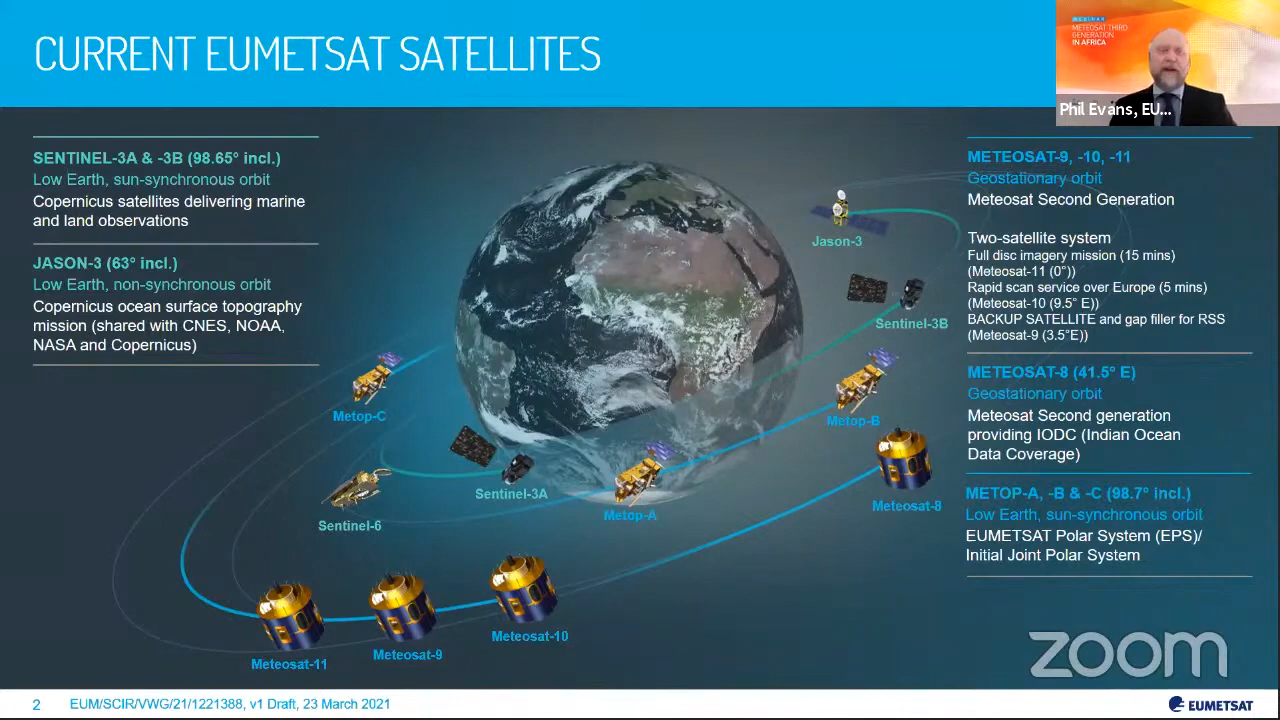 CURRENT EUMETSAT SATELLITES
WEBINAR
METEOSAT THIRD
GENERATION
IN AFRICA
Phil Evans, EU...
SENTINEL-3A & -3B (98.65° incl.)
Low Earth, sun-synchronous orbit
Copernicus satellites delivering marine
and land observations
JASON-3 (63° incl.)
Low Earth, non-synchronous orbit
Copernicus ocean surface topography
mission (shared with CNES, NOAA,
NASA and Copernicus)
Jason-3
Sentinel-3B
Metop-C
Metop-B
Sentinel-3A
Sentinel-6
Metop-A
Meteosat-8
Meteosat-10
Meteosat-9
Meteosat-11
METEOSAT-9, -10, -11
Geostationary orbit
Meteosat Second Generation
Two-satellite system
Full disc imagery mission (15 mins)
(Meteosat-11 (0°))
Rapid scan service over Europe (5 mins)
(Meteosat-10 (9.5° E))
BACKUP SATELLITE and gap filler for RSS
(Meteosat-9 (3.5°E))
METEOSAT-8 (41.5° E)
Geostationary orbit
Meteosat Second generation
providing IODC (Indian Ocean
Data Coverage)
METOP-A, -B & -C (98.7° incl.)
Low Earth, sun-synchronous orbit
EUMETSAT Polar System (EPS)/
Initial Joint Polar System
zoom
2 EUM/SCIR/VWG/21/1221388, v1 Draft, 23 March 2021
EUMETSAT